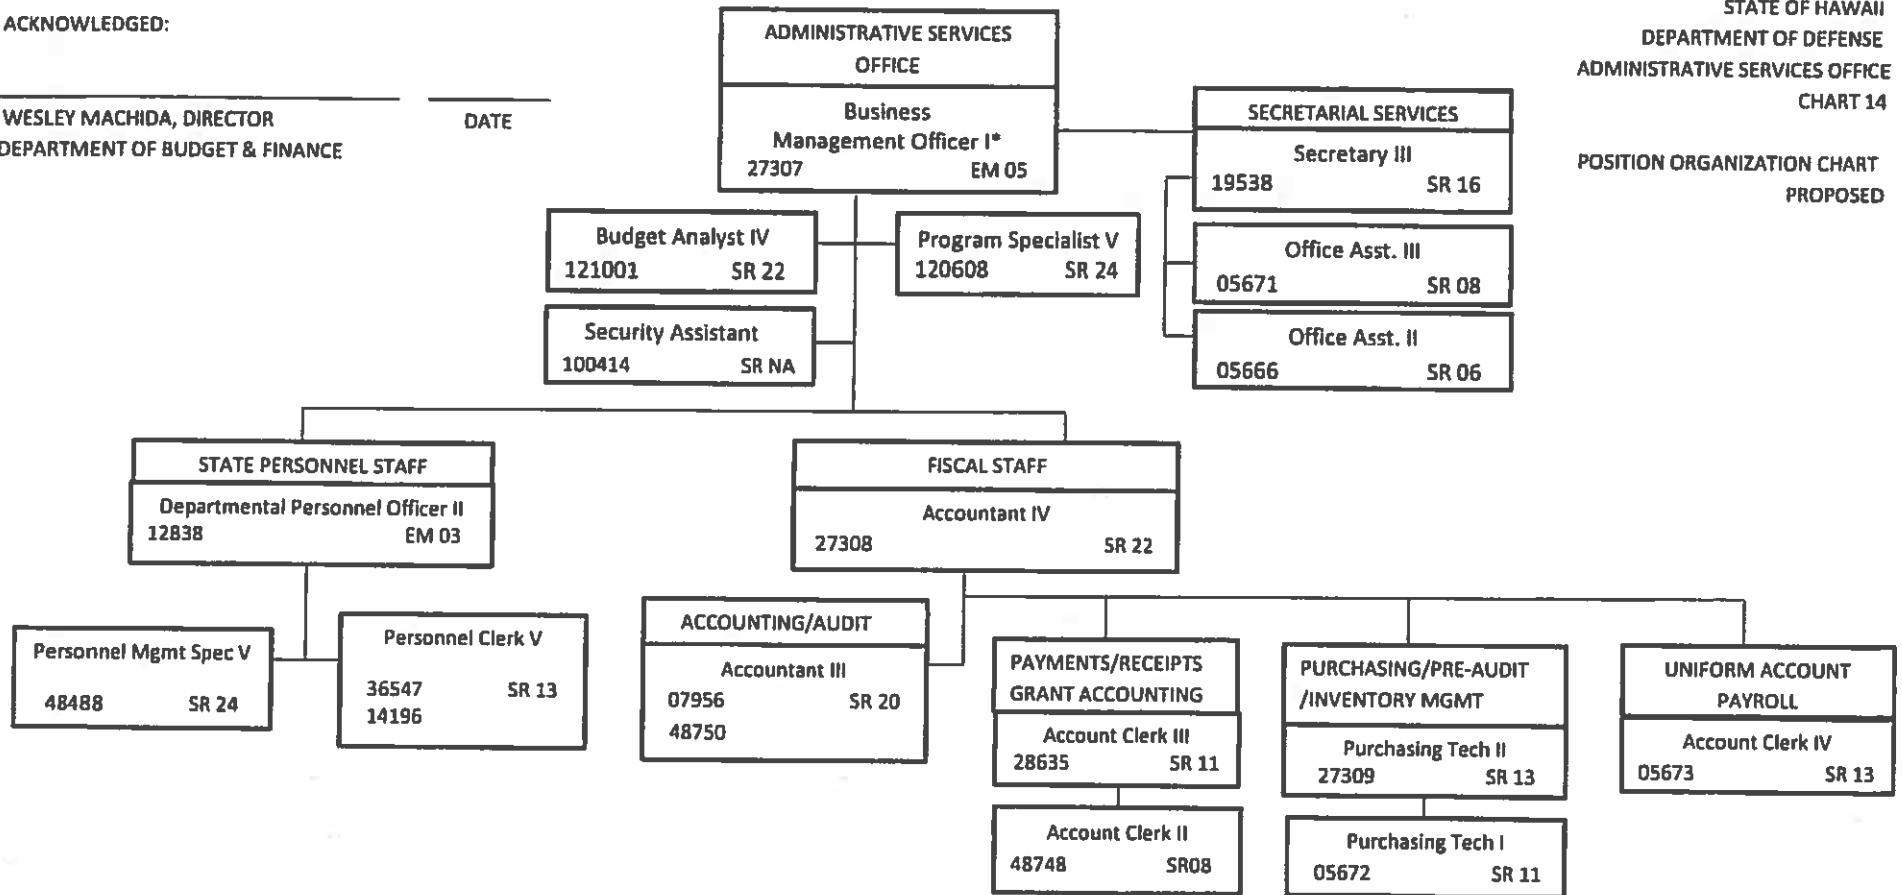 ACKNOWLEDGED:
WESLEY MACHIDA, DIRECTOR
DEPARTMENT OF BUDGET & FINANCE
DATE
STATE OF HAWAII
DEPARTMENT OF DEFENSE
ADMINISTRATIVE SERVICES OFFICE
CHART 14
POSITION ORGANIZATION CHART
PROPOSED
ADMINISTRATIVE SERVICES
OFFICE
Business
Management Officer I*
27307 EM 05
SECRETARIAL SERVICES
Secretary III
19538 SR 16
Office Asst. III
05671 SR 08
Office Asst. II
05666 SR 06
Budget Analyst IV
121001 SR 22
Program Specialist V
120608 SR 24
Security Assistant
100414 SR NA
STATE PERSONNEL STAFF
Departmental Personnel Officer II
12838 EM 03
Personnel Mgmt Spec V
48488 SR 24
Personnel Clerk V
36547 SR 13
14196
FISCAL STAFF
Accountant IV
27308 SR 22
ACCOUNTING/AUDIT
Accountant III
07956 SR 20
48750
PAYMENTS/RECEIPTS
GRANT ACCOUNTING
Account Clerk III
28635 SR 11
Account Clerk II
48748 SR08
PURCHASING/PRE-AUDIT
/INVENTORY MGMT
Purchasing Tech II
27309 SR 13
Purchasing Tech I
05672 SR 11
UNIFORM ACCOUNT
PAYROLL
Account Clerk IV
05673 SR 13